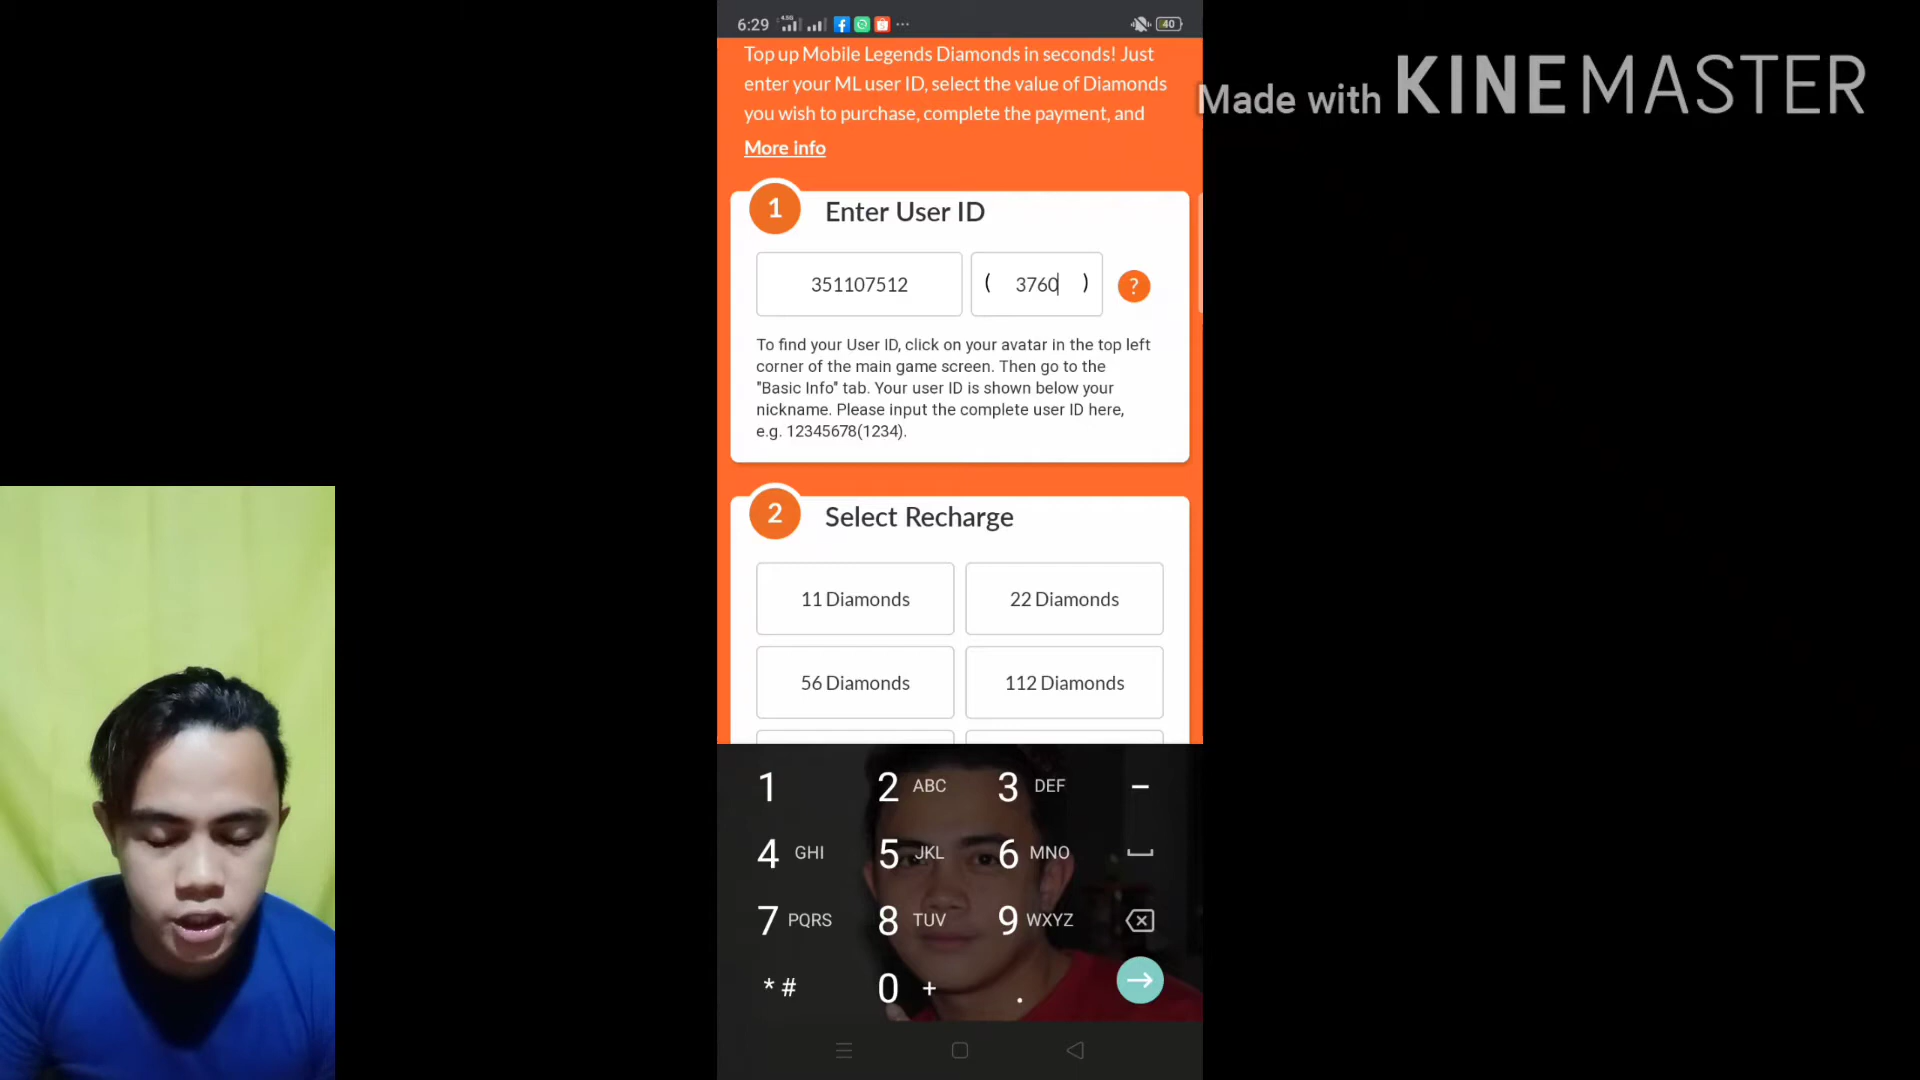 6:29 4.5G 40
Top up Mobile Legends Diamonds in seconds! Just
enter your ML user ID, select the value of Diamonds
you wish to purchase, complete the payment, and
More info
Made with KINEMASTER
1 Enter User ID
351107512 ( 3760 ) ?
To find your User ID, click on your avatar in the top left
corner of the main game screen. Then go to the
"Basic Info" tab. Your user ID is shown below your
nickname. Please input the complete user ID here,
e.g. 12345678(1234).
2 Select Recharge
11 Diamonds 22 Diamonds
56 Diamonds 112 Diamonds
1 2 ABC 3 DEF -
4 GHI 5 JKL 6 MNO
7 PQRS 8 TUV 9 WXYZ
* # 0 + .